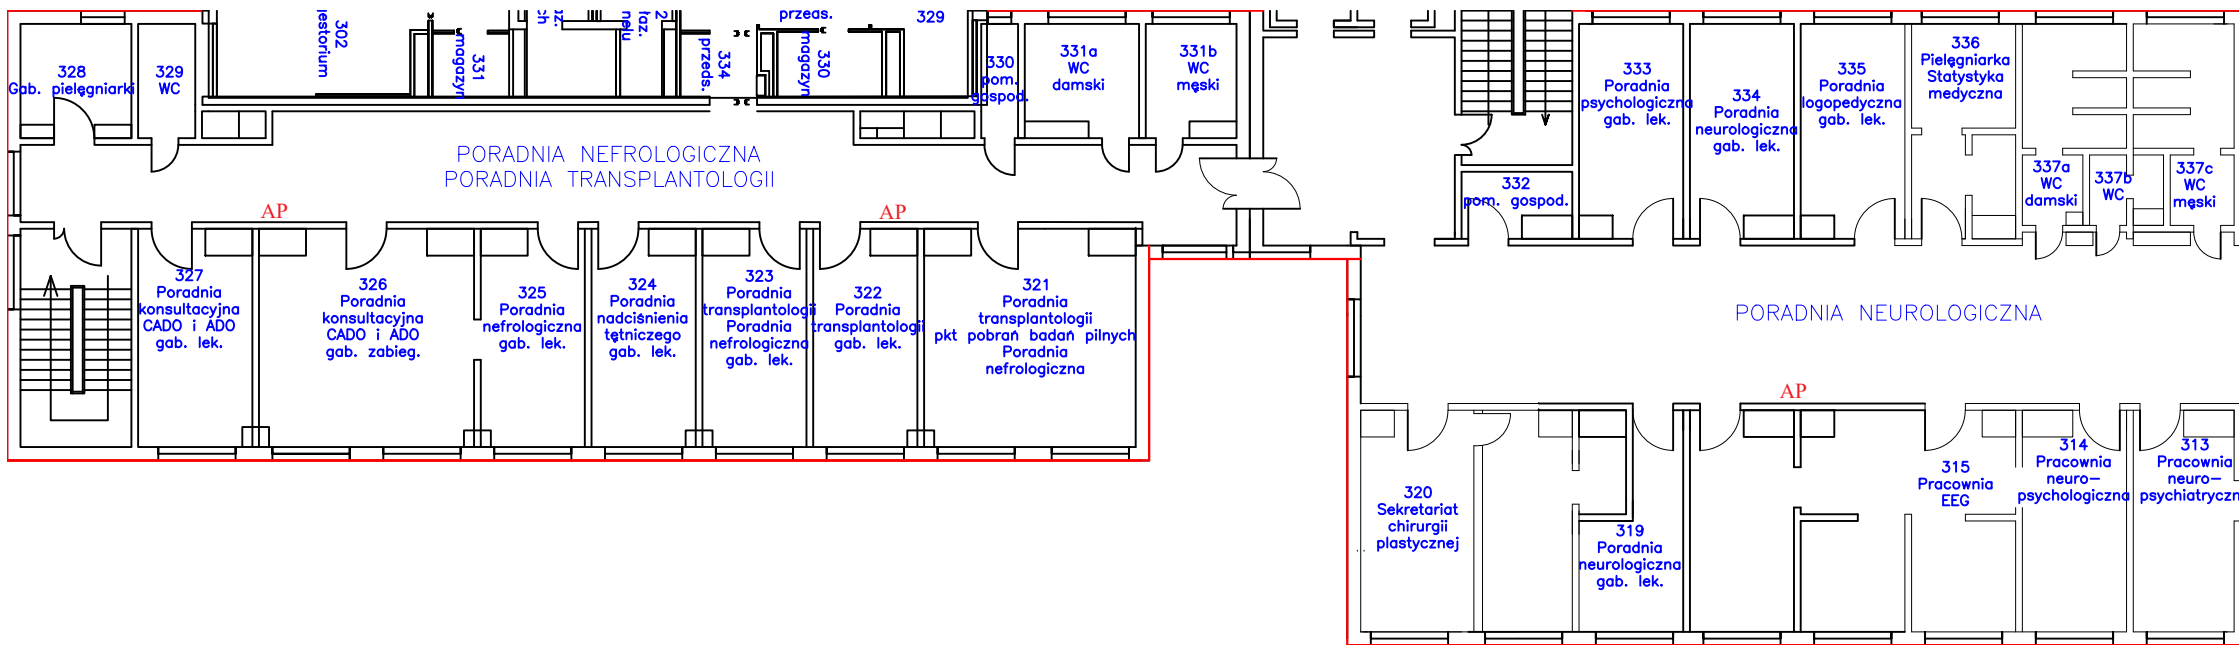 328
Gab. pielęgniarki
329
WC
302
331
magazyn
334
przeds.
przeds.
330
magazyn
329
330
pom.
gospod.
331a
WC
damski
331b
WC
męski
PORADNIA NEFROLOGICZNA
PORADNIA TRANSPLANTOLOGII
AP
AP
327
Poradnia
konsultacyjna
CADO i ADO
gab. lek.
326
Poradnia
konsultacyjna
CADO i ADO
gab. zabieg.
325
Poradnia
nefrologiczna
gab. lek.
324
Poradnia
nadciśnienia
tętniczego
gab. lek.
323
Poradnia
transplantologii
Poradnia
nefrologiczna
gab. lek.
322
Poradnia
transplantologii
gab. lek.
321
Poradnia
transplantologii
pkt pobrań badań pilnych
Poradnia
nefrologiczna
332
pom. gospod.
333
Poradnia
psychologiczna
gab. lek.
334
Poradnia
neurologiczna
gab. lek.
335
Poradnia
logopedyczna
gab. lek.
336
Pielęgniarka
Statystyka
medyczna
337a
WC
damski
337b
WC
337c
WC
męski
PORADNIA NEUROLOGICZNA
AP
320
Sekretariat
chirurgii
plastycznej
319
Poradnia
neurologiczna
gab. lek.
315
Pracownia
EEG
314
Pracownia
neuro-
psychologiczna
313
Pracownia
neuro-
psychiatryczn